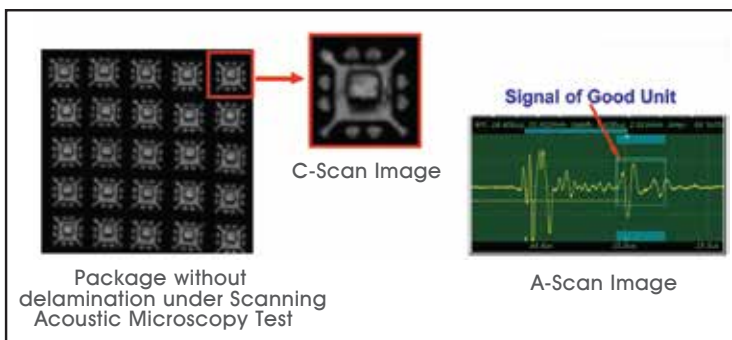 Signal of Good Unit
C-Scan Image
Package without
delamination under Scanning
Acoustic Microscopy Test
A-Scan Image